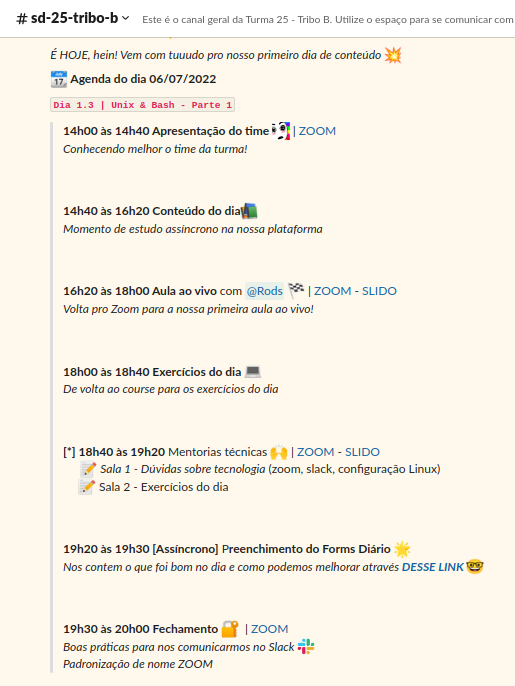 # sd-25-tribo-b
Este é o canal geral da Turma 25 - Tribo B. Utilize o espaço para se comunicar com
É HOJE, hein! Vem com tuuudo pro nosso primeiro dia de conteúdo 💥
📆 Agenda do dia 06/07/2022
Dia 1.3 | Unix & Bash - Parte 1
14h00 às 14h40 Apresentação do time | ZOOM
Conhecendo melhor o time da turma!
14h40 às 16h20 Conteúdo do dia 📚
Momento de estudo assíncrono na nossa plataforma
16h20 às 18h00 Aula ao vivo com @Rods 🏁 | ZOOM - SLIDO
Volta pro Zoom para a nossa primeira aula ao vivo!
18h00 às 18h40 Exercícios do dia 💻
De volta ao course para os exercícios do dia
[*] 18h40 às 19h20 Mentorias técnicas 🙌 | ZOOM - SLIDO
📝 Sala 1 - Dúvidas sobre tecnologia (zoom, slack, configuração Linux)
📝 Sala 2 - Exercícios do dia
19h20 às 19h30 [Assíncrono] Preenchimento do Forms Diário 🌟
Nos contem o que foi bom no dia e como podemos melhorar através DESSE LINK 🤓
19h30 às 20h00 Fechamento 🔐 | ZOOM
Boas práticas para nos comunicarmos no Slack
Padronização de nome ZOOM